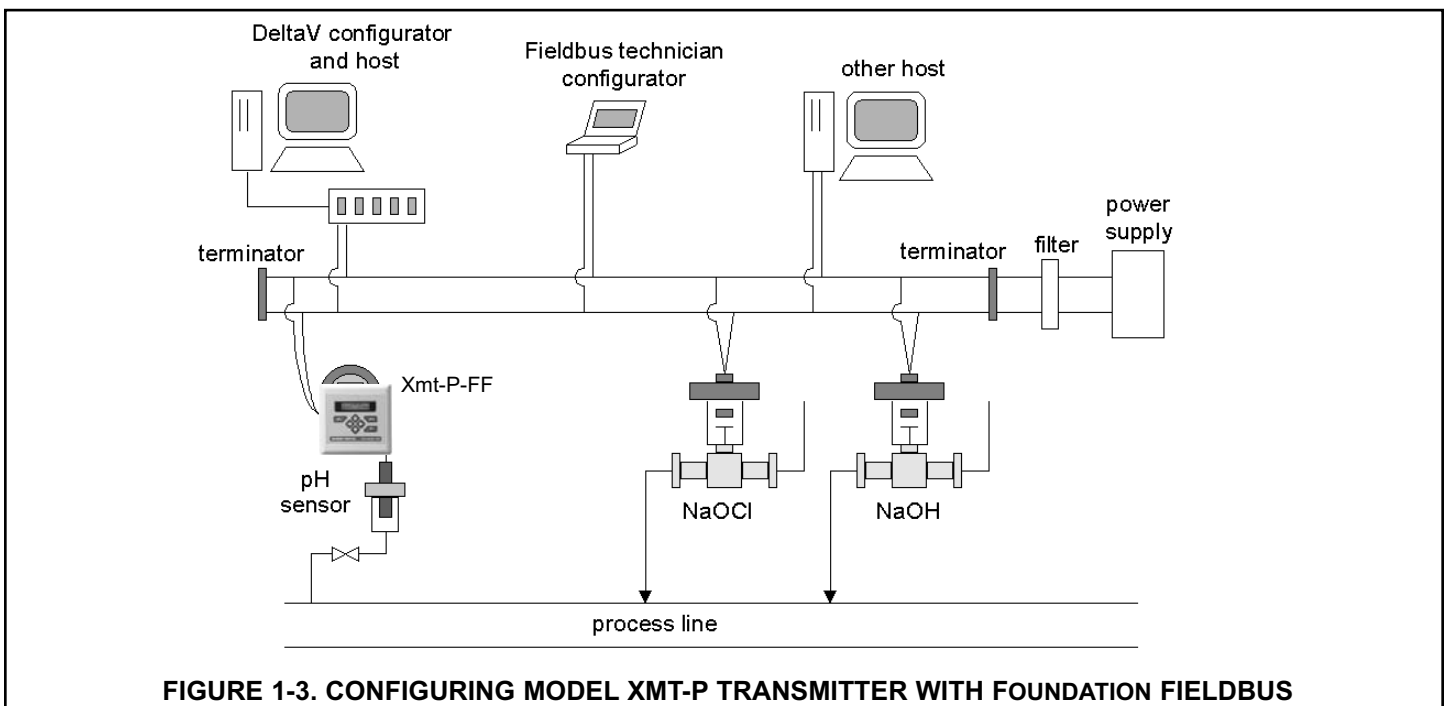 DeltaV configurator
and host
Fieldbus technician
configurator
other host
power
supply
terminator
terminator
filter
Xmt-P-FF
pH
sensor
NaOCl
NaOH
process line
FIGURE 1-3. CONFIGURING MODEL XMT-P TRANSMITTER WITH FOUNDATION FIELDBUS